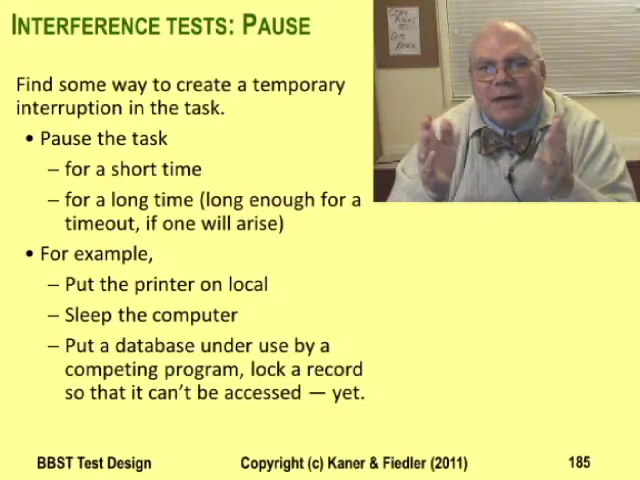 INTERFERENCE TESTS: PAUSE
Find some way to create a temporary
interruption in the task.
• Pause the task
– for a short time
– for a long time (long enough for a
timeout, if one will arise)
• For example,
– Put the printer on local
– Sleep the computer
– Put a database under use by a
competing program, lock a record
so that it can't be accessed — yet.
BBST Test Design
Copyright (c) Kaner & Fiedler (2011)
185